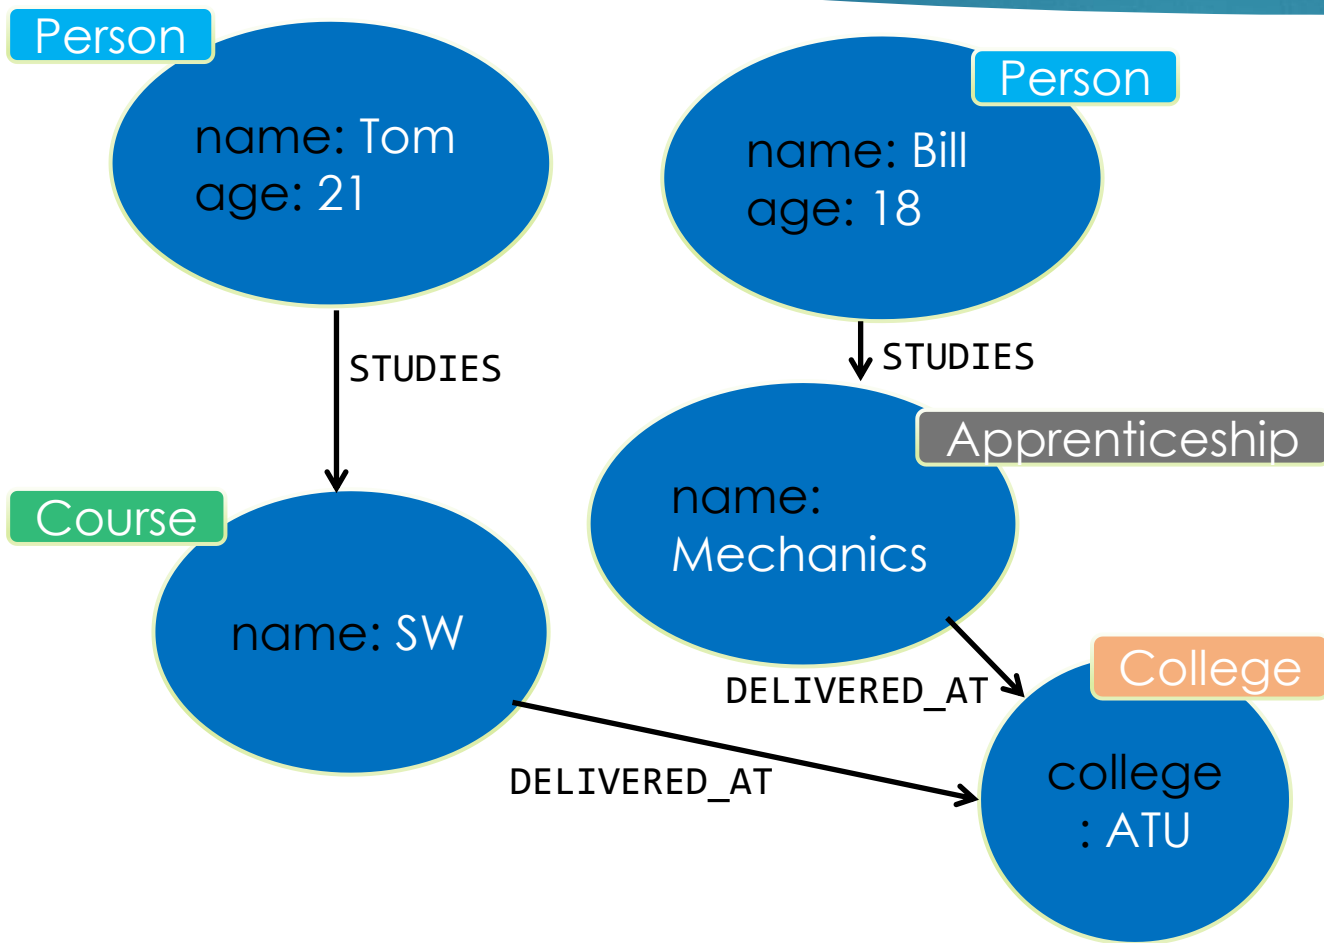 Person
name: Tom
age: 21
Person
name: Bill
age: 18
STUDIES
STUDIES
Apprenticeship
name:
Mechanics
Course
name: SW
DELIVERED_AT
College
DELIVERED_AT
college
: ATU